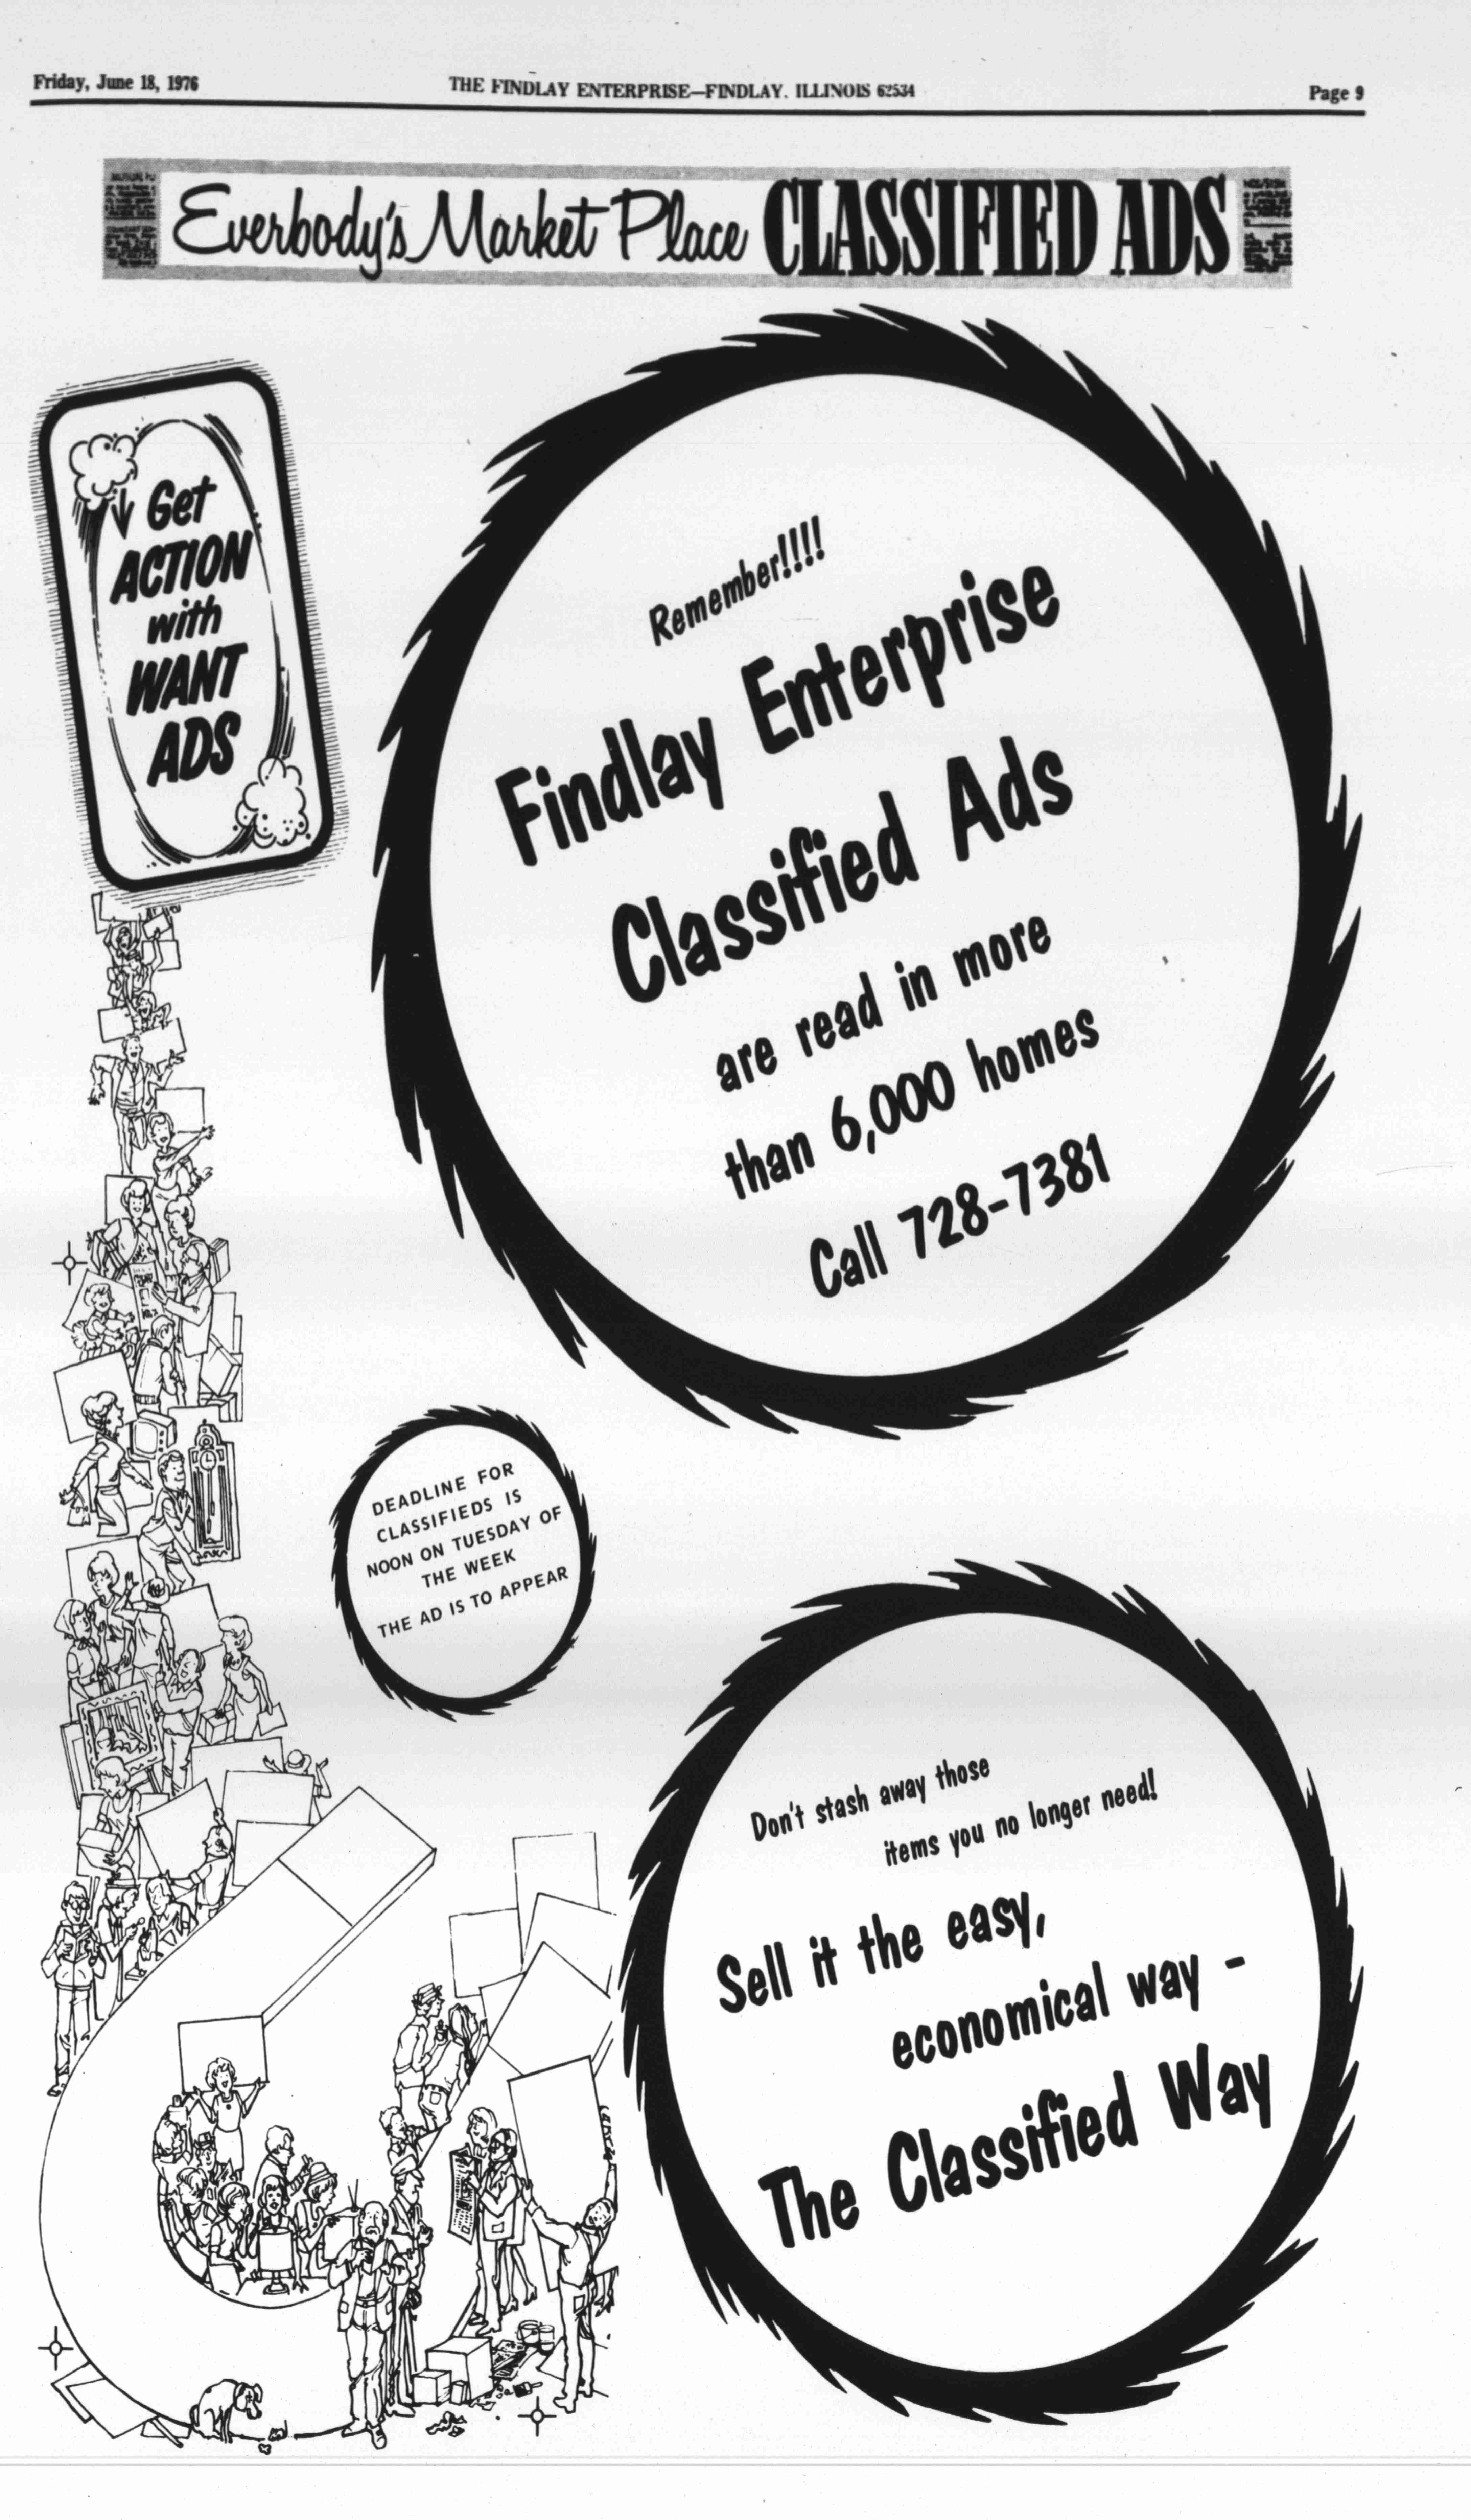 Friday, June 18, 1976
THE FINDLAY ENTERPRISE—FINDLAY. ILLINOIS 62534
Page 9
Everbody's Market Place CLASSIFIED ADS
Get
ACTION
with
WANT
ADS
Remember!!!!
Findlay Enterprise
Classified Ads
are read in more
than 6,000 homes
Call 728-7381
DEADLINE FOR
CLASSIFIEDS IS
NOON ON TUESDAY OF
THE WEEK
THE AD IS TO APPEAR
Don't stash away those
items you no longer need!
Sell it the easy,
economical way -
The Classified Way